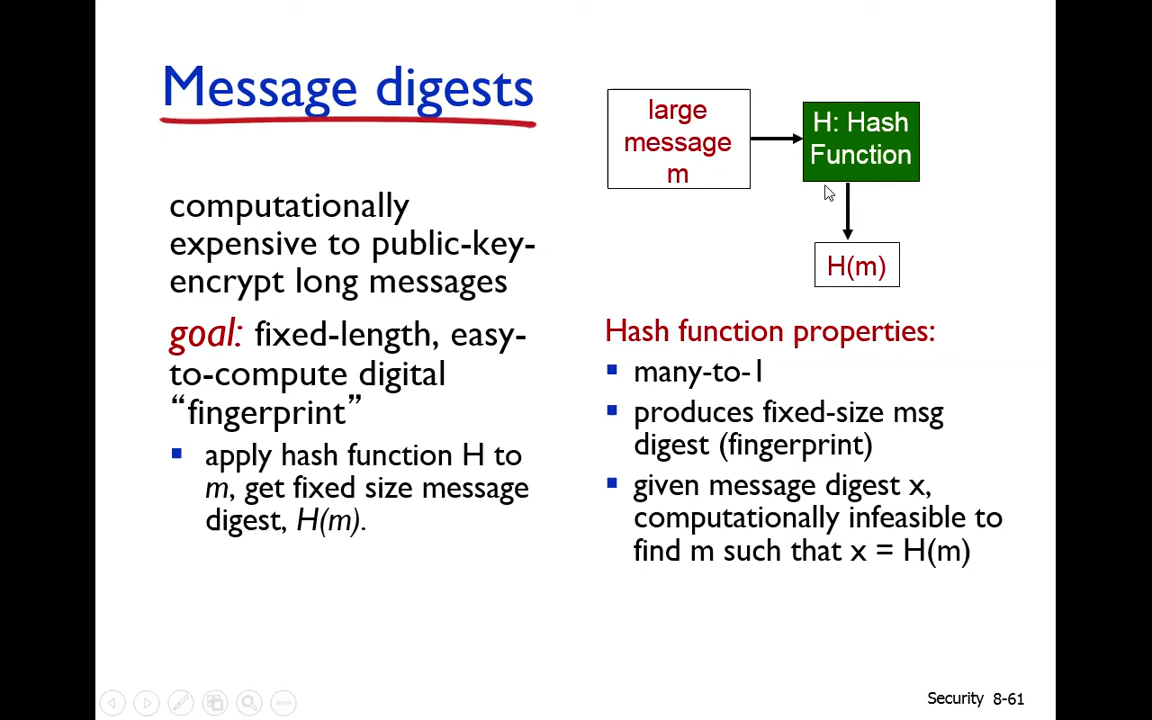 Message digests
computationally
expensive to public-key-
encrypt long messages
goal: fixed-length, easy-
to-compute digital
“fingerprint”
▪ apply hash function H to
m, get fixed size message
digest, H(m).
large
message
m
H: Hash
Function
H(m)
Hash function properties:
▪ many-to-1
▪ produces fixed-size msg
digest (fingerprint)
▪ given message digest x,
computationally infeasible to
find m such that x = H(m)
Security 8-61